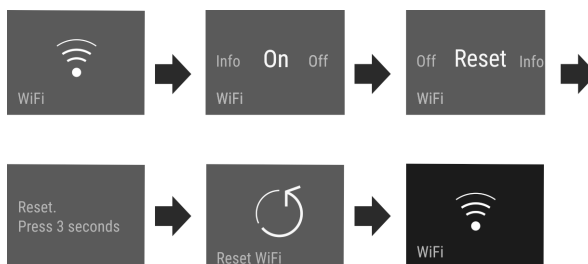 WiFi
Info On Off
WiFi
Off Reset Info
WiFi
Reset.
Press 3 seconds
Reset WiFi
WiFi